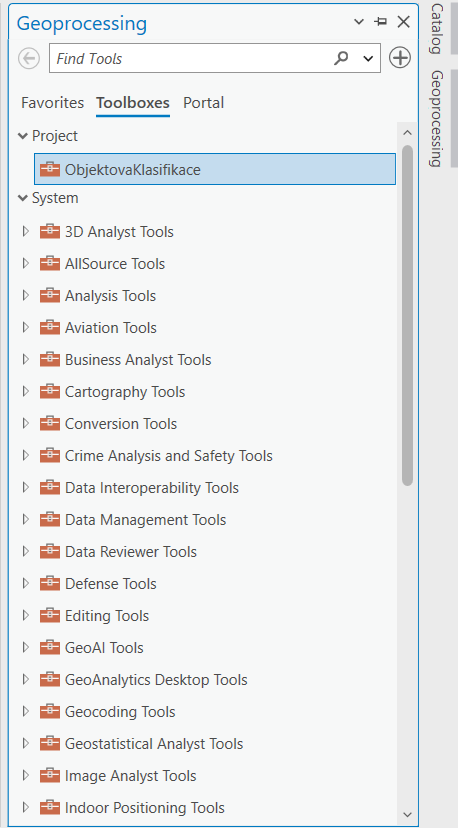 Geoprocessing
Find Tools
Favorites Toolboxes Portal
Project
ObjektovaKlasifikace
System
3D Analyst Tools
AllSource Tools
Analysis Tools
Aviation Tools
Business Analyst Tools
Cartography Tools
Conversion Tools
Crime Analysis and Safety Tools
Data Interoperability Tools
Data Management Tools
Data Reviewer Tools
Defense Tools
Editing Tools
GeoAI Tools
GeoAnalytics Desktop Tools
Geocoding Tools
Geostatistical Analyst Tools
Image Analyst Tools
Indoor Positioning Tools
Catalog
Geoprocessing